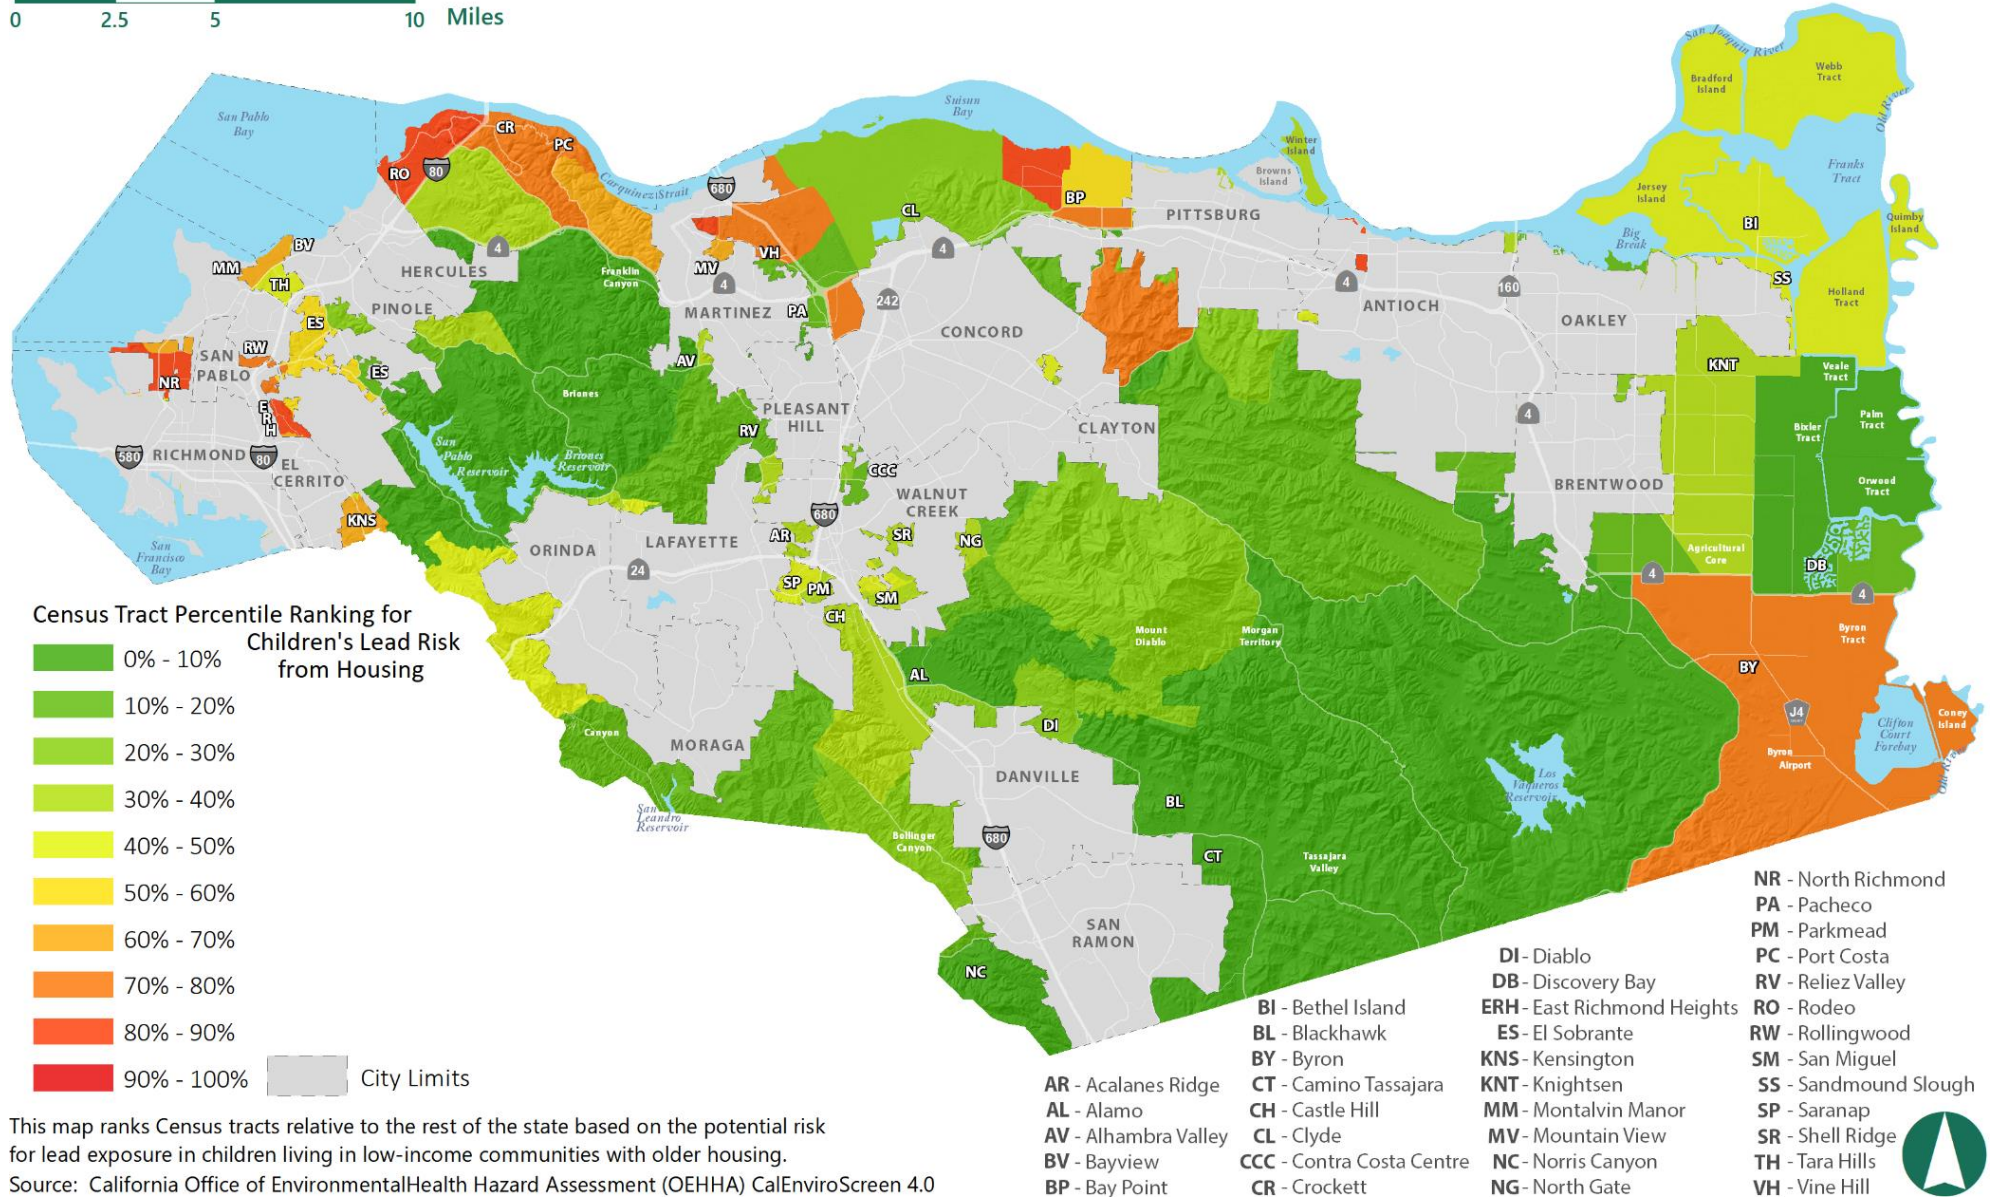 0 2.5 5 10 Miles
San Joaquin River
Webb
Tract
Bradford
Island
Old River
San Pablo
Bay
Suisun
Bay
CR
PC
RO
80
Carquinez Strait
680
Winter
Island
Browns
Island
Franks
Tract
Jersey
Island
BI
Quimby
Island
BP
PITTSBURG
CL
Big
Break
BV
MM
TH
HERCULES
4
Franklin
Canyon
VH
MV
4
4
242
4
ANTIOCH
160
OAKLEY
SS
Holland
Tract
PINOLE
MARTINEZ
PA
CONCORD
ES
RW
SAN
PABLO
NR
ES
AV
Briones
KNT
Veale
Tract
E
R
H
PLEASANT
HILL
RV
CLAYTON
4
Palm
Tract
Bixler
Tract
580
RICHMOND
80
EL
CERRITO
San
Pablo
Reservoir
Briones
Reservoir
CCC
WALNUT
CREEK
BRENTWOOD
Orwood
Tract
KNS
680
San
Francisco
Bay
ORINDA
LAFAYETTE
24
AR
SR
NG
Agricultural
Core
SP
PM
SM
CH
DB
4
4
Mount
Diablo
Morgan
Territory
Byron
Tract
AL
BY
J4
Coney
Island
Clifton
Court
Forebay
Old River
Byron
Airport
Canyon
MORAGA
DI
DANVILLE
BL
Los
Vaqueros
Reservoir
San
Leandro
Reservoir
Bollinger
Canyon
680
CT
Tassajara
Valley
SAN
RAMON
NC
Census Tract Percentile Ranking for
Children's Lead Risk
from Housing
0% - 10%
10% - 20%
20% - 30%
30% - 40%
40% - 50%
50% - 60%
60% - 70%
70% - 80%
80% - 90%
90% - 100%
City Limits
This map ranks Census tracts relative to the rest of the state based on the potential risk
for lead exposure in children living in low-income communities with older housing.
Source: California Office of EnvironmentalHealth Hazard Assessment (OEHHA) CalEnviroScreen 4.0
AR - Acalanes Ridge
AL - Alamo
AV - Alhambra Valley
BV - Bayview
BP - Bay Point
BI - Bethel Island
BL - Blackhawk
BY - Byron
CT - Camino Tassajara
CH - Castle Hill
CL - Clyde
CCC - Contra Costa Centre
CR - Crockett
DI - Diablo
DB - Discovery Bay
ERH - East Richmond Heights
ES - El Sobrante
KNS - Kensington
KNT - Knightsen
MM - Montalvin Manor
MV - Mountain View
NC - Norris Canyon
NG - North Gate
NR - North Richmond
PA - Pacheco
PM - Parkmead
PC - Port Costa
RV - Reliez Valley
RO - Rodeo
RW - Rollingwood
SM - San Miguel
SS - Sandmound Slough
SP - Saranap
SR - Shell Ridge
TH - Tara Hills
VH - Vine Hill